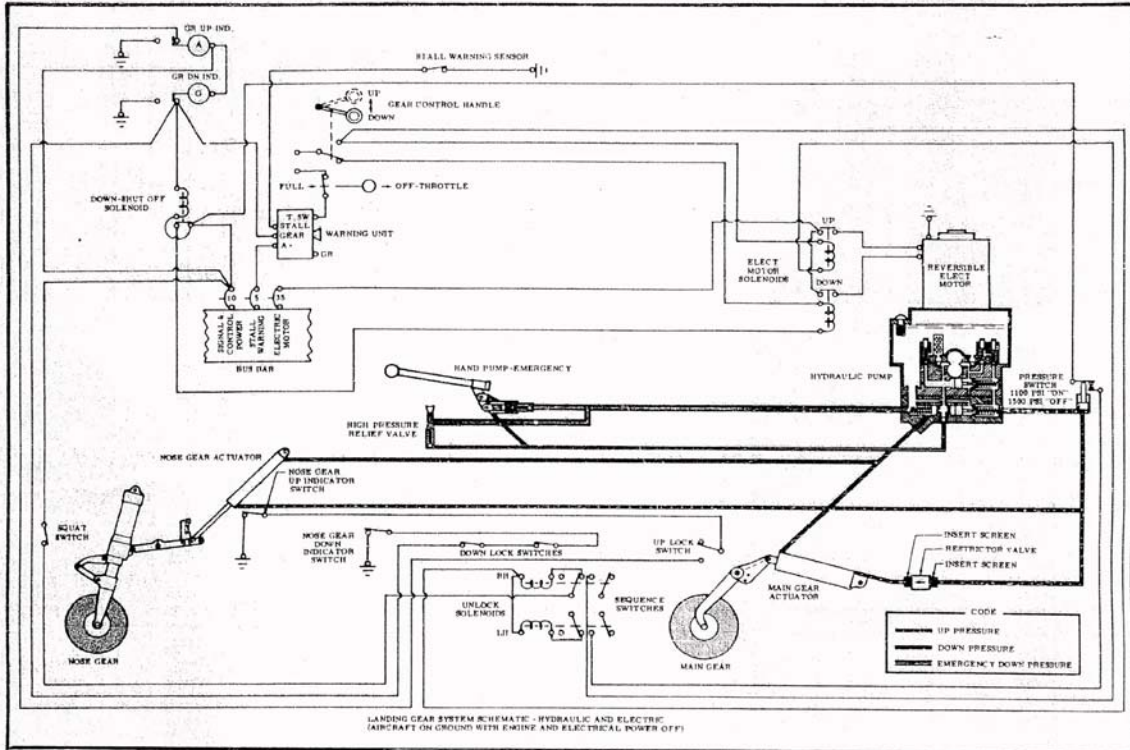 GR UP IND.
A
GR DN IND.
G
STALL WARNING SENSOR
UP
GEAR CONTROL HANDLE
DOWN
FULL
OFF-THROTTLE
DOWN-SHUT OFF
SOLENOID
T. SW
STALL
GEAR
A+
WARNING UNIT
GR
10
5
35
SIGNAL &
CONTROL
POWER
STALL
WARNING
ELECTRIC
MOTOR
BUS BAR
UP
ELECT
MOTOR
SOLENOIDS
DOWN
REVERSIBLE
ELECT
MOTOR
HYDRAULIC PUMP
PRESSURE
SWITCH
1100 PSI "ON"
1500 PSI "OFF"
HAND PUMP-EMERGENCY
HIGH PRESSURE
RELIEF VALVE
NOSE GEAR ACTUATOR
NOSE GEAR
UP INDICATOR
SWITCH
SQUAT
SWITCH
NOSE GEAR
DOWN
INDICATOR
SWITCH
DOWN LOCK SWITCHES
UP LOCK
SWITCH
RH
UNLOCK
SOLENOIDS
LH
SEQUENCE
SWITCHES
NOSE GEAR
MAIN GEAR
MAIN GEAR
ACTUATOR
INSERT SCREEN
RESTRICTOR VALVE
INSERT SCREEN
CODE
UP PRESSURE
DOWN PRESSURE
EMERGENCY DOWN PRESSURE
LANDING GEAR SYSTEM SCHEMATIC - HYDRAULIC AND ELECTRIC
(AIRCRAFT ON GROUND WITH ENGINE AND ELECTRICAL POWER OFF)